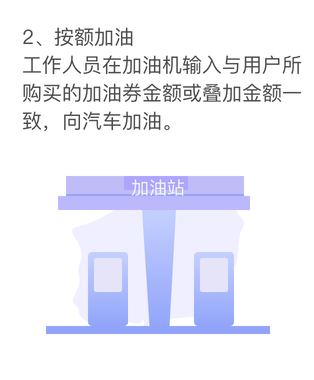 2、按额加油
工作人员在加油机输入与用户所
购买的加油券金额或叠加金额一
致，向汽车加油。
加油站